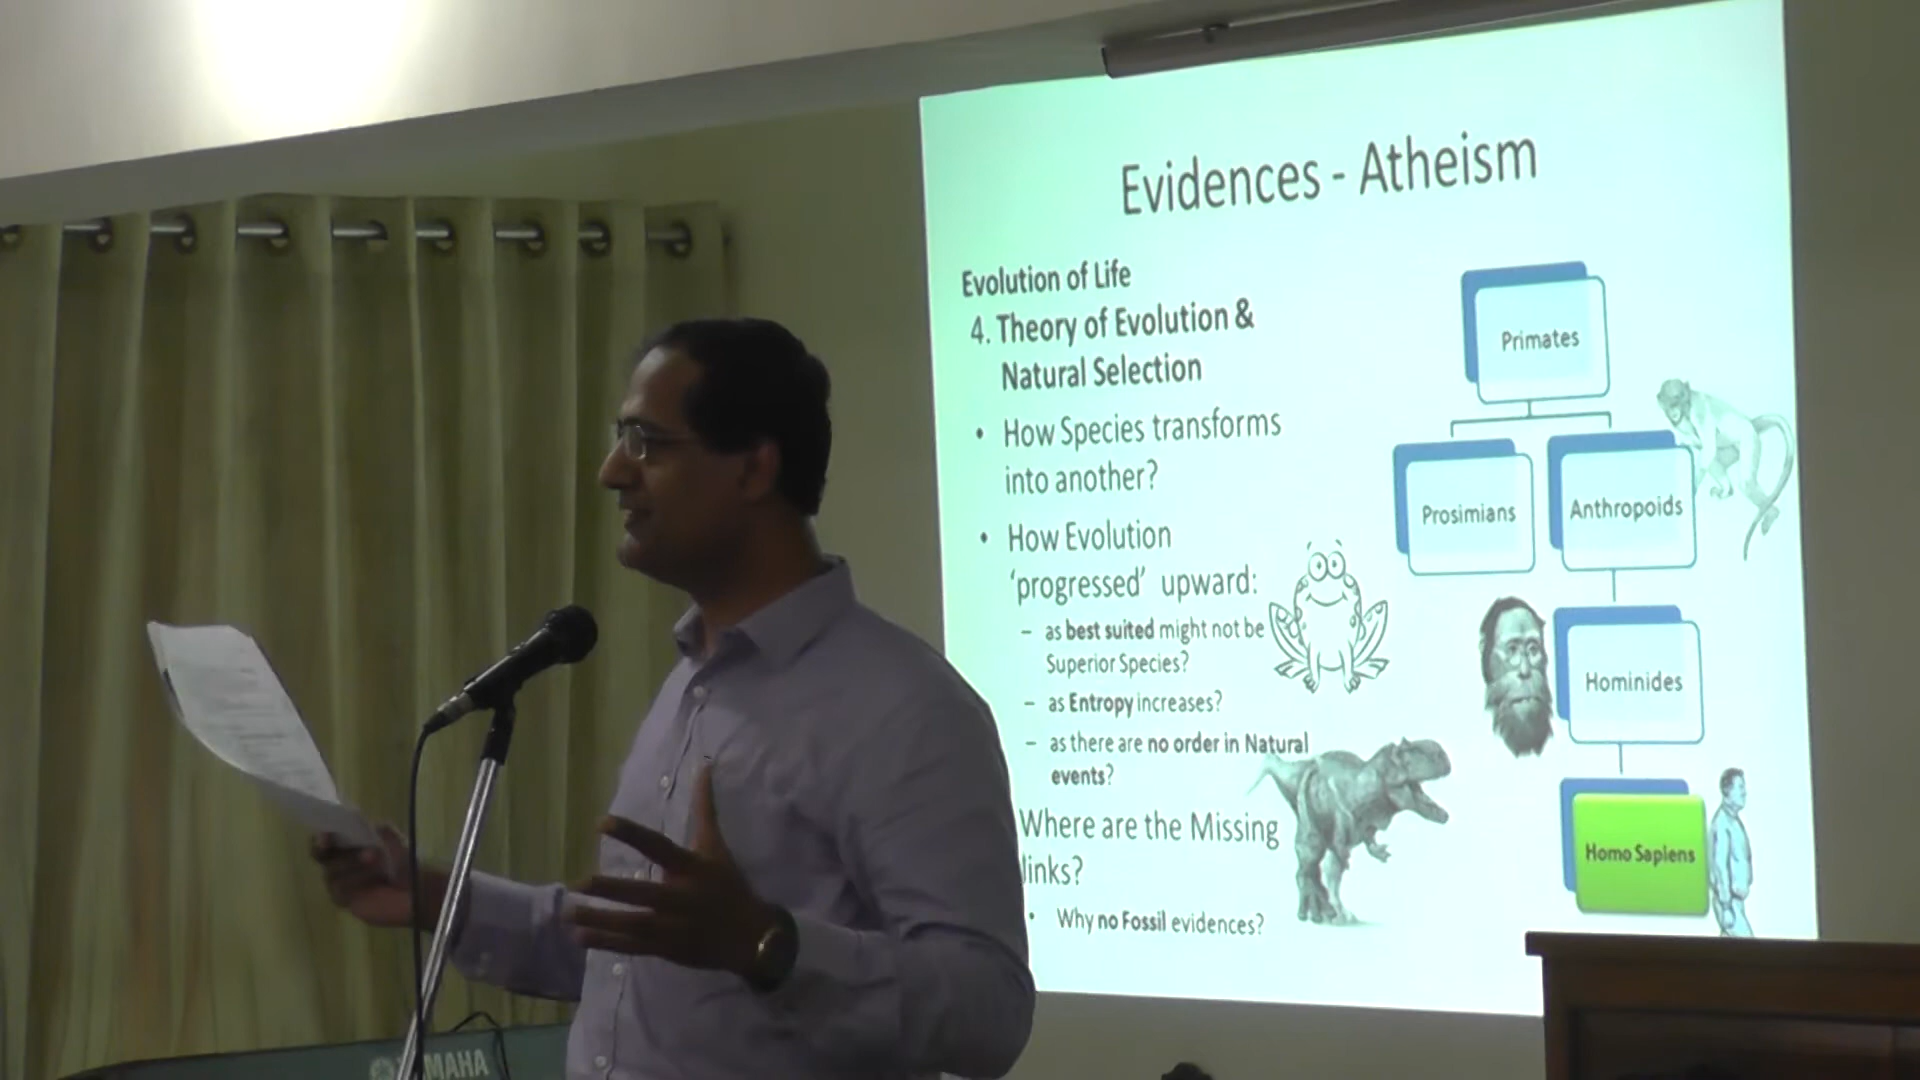 Evidences - Atheism
Evolution of Life
4. Theory of Evolution &
Natural Selection
• How Species transforms
into another?
• How Evolution
'progressed' upward:
– as best suited might not be
Superior Species?
– as Entropy increases?
– as there are no order in Natural
events?
Where are the Missing
links?
• Why no Fossil evidences?
Primates
Prosimians
Anthropoids
Hominides
Homo Sapiens
YAMAHA